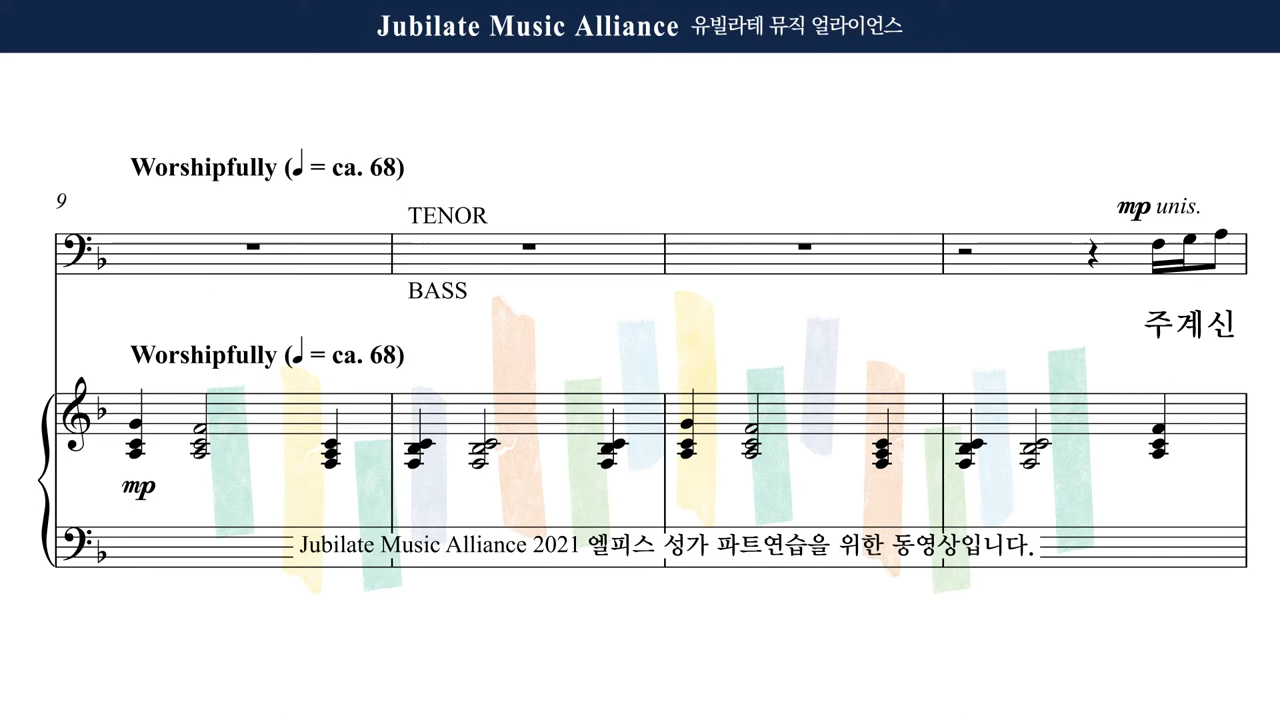 Jubilate Music Alliance 유빌라테 뮤직 얼라이언스
Worshipfully (♩ = ca. 68)
9
TENOR
mp unis.
BASS
주계신
Worshipfully (♩ = ca. 68)
mp
Jubilate Music Alliance 2021 엘피스 성가 파트연습을 위한 동영상입니다.